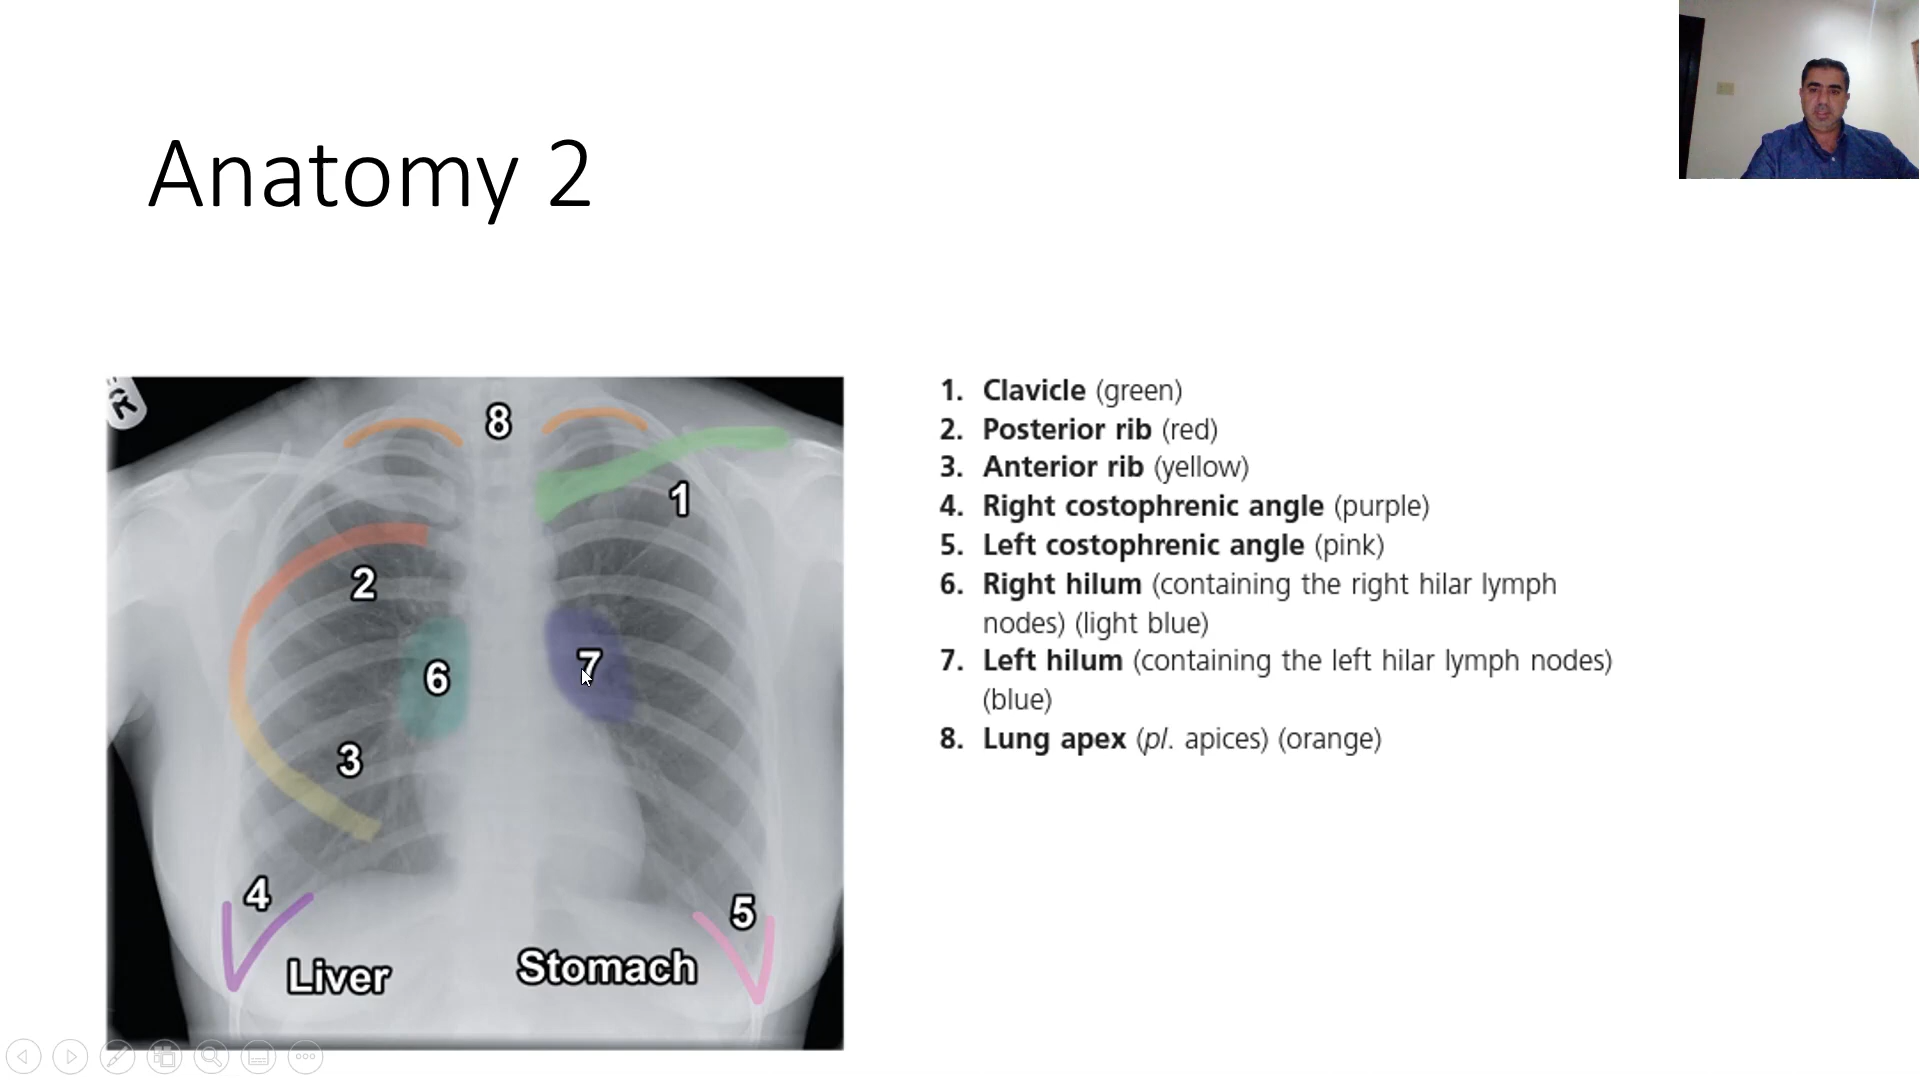 Anatomy 2
R
8
1
2
6
7
3
4
5
Liver
Stomach
1. Clavicle (green)
2. Posterior rib (red)
3. Anterior rib (yellow)
4. Right costophrenic angle (purple)
5. Left costophrenic angle (pink)
6. Right hilum (containing the right hilar lymph
nodes) (light blue)
7. Left hilum (containing the left hilar lymph nodes)
(blue)
8. Lung apex (pl. apices) (orange)